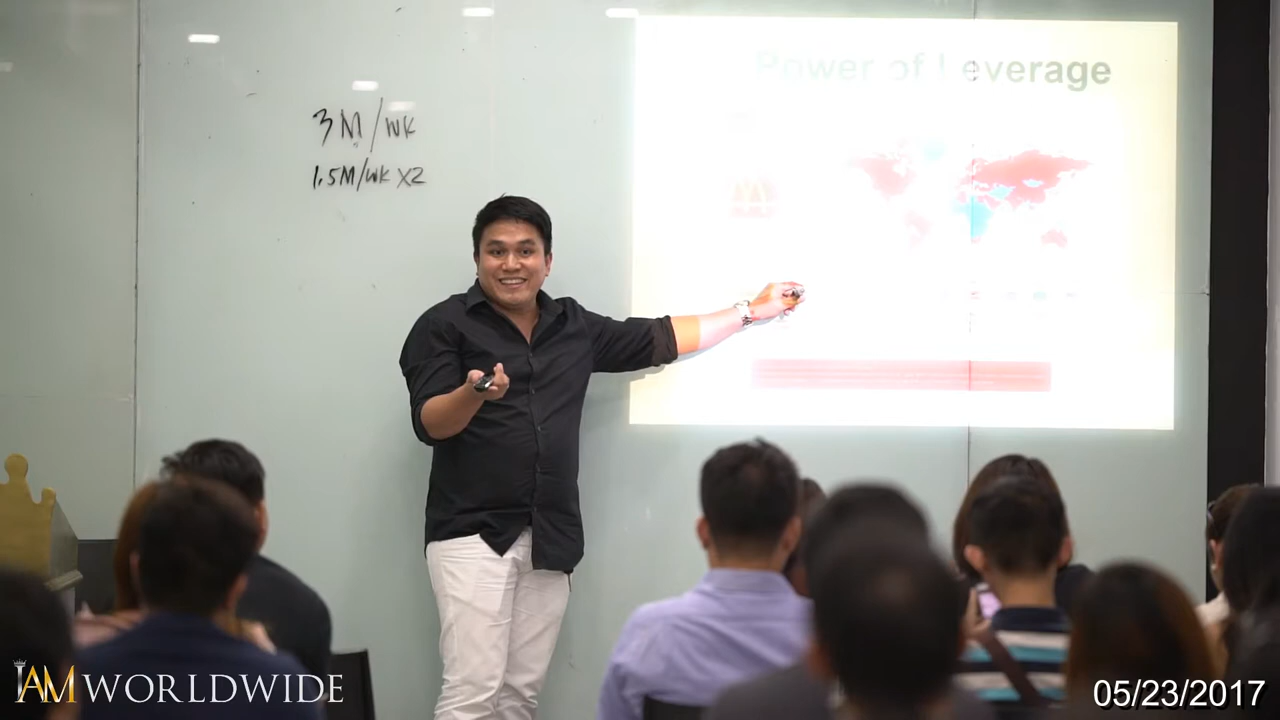 Power of Leverage
3M/WK
1.5M/WK X2
IAM WORLDWIDE
05/23/2017